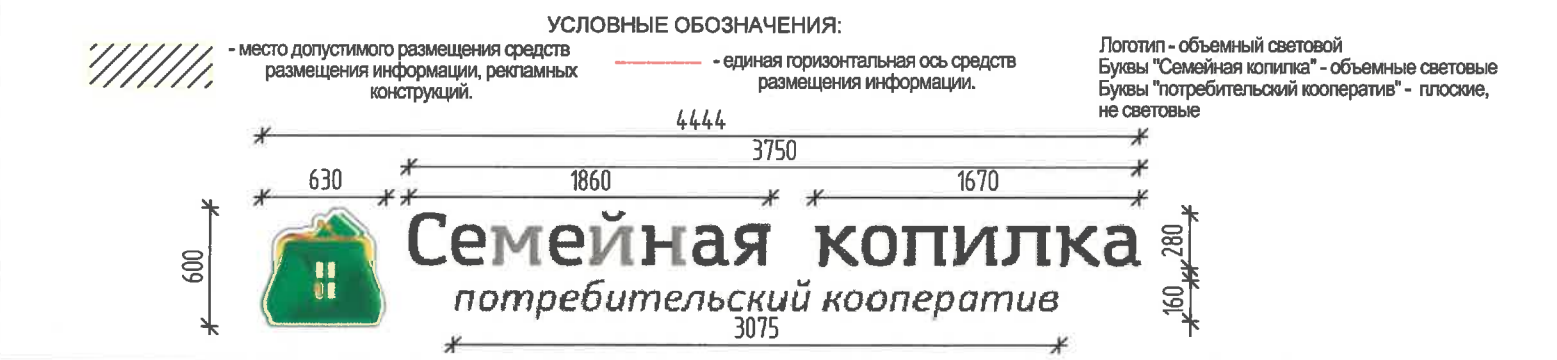 УСЛОВНЫЕ ОБОЗНАЧЕНИЯ:
- место допустимого размещения средств
размещения информации, рекламных
конструкций.
- единая горизонтальная ось средств
размещения информации.
Логотип - объемный световой
Буквы "Семейная копилка" - объемные световые
Буквы "потребительский кооператив" - плоские,
не световые
4444
3750
630
1860
1670
600
Семейная копилка
280
потребительский кооператив
160
3075